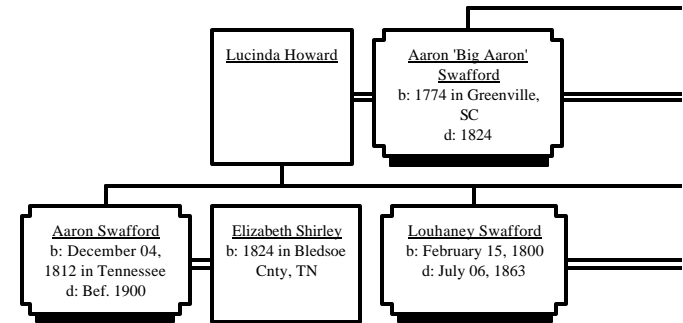 Lucinda Howard
Aaron 'Big Aaron'
Swafford
b: 1774 in Greenville,
SC
d: 1824
Aaron Swafford
b: December 04,
1812 in Tennessee
d: Bef. 1900
Elizabeth Shirley
b: 1824 in Bledsoe
Cnty, TN
Louhaney Swafford
b: February 15, 1800
d: July 06, 1863